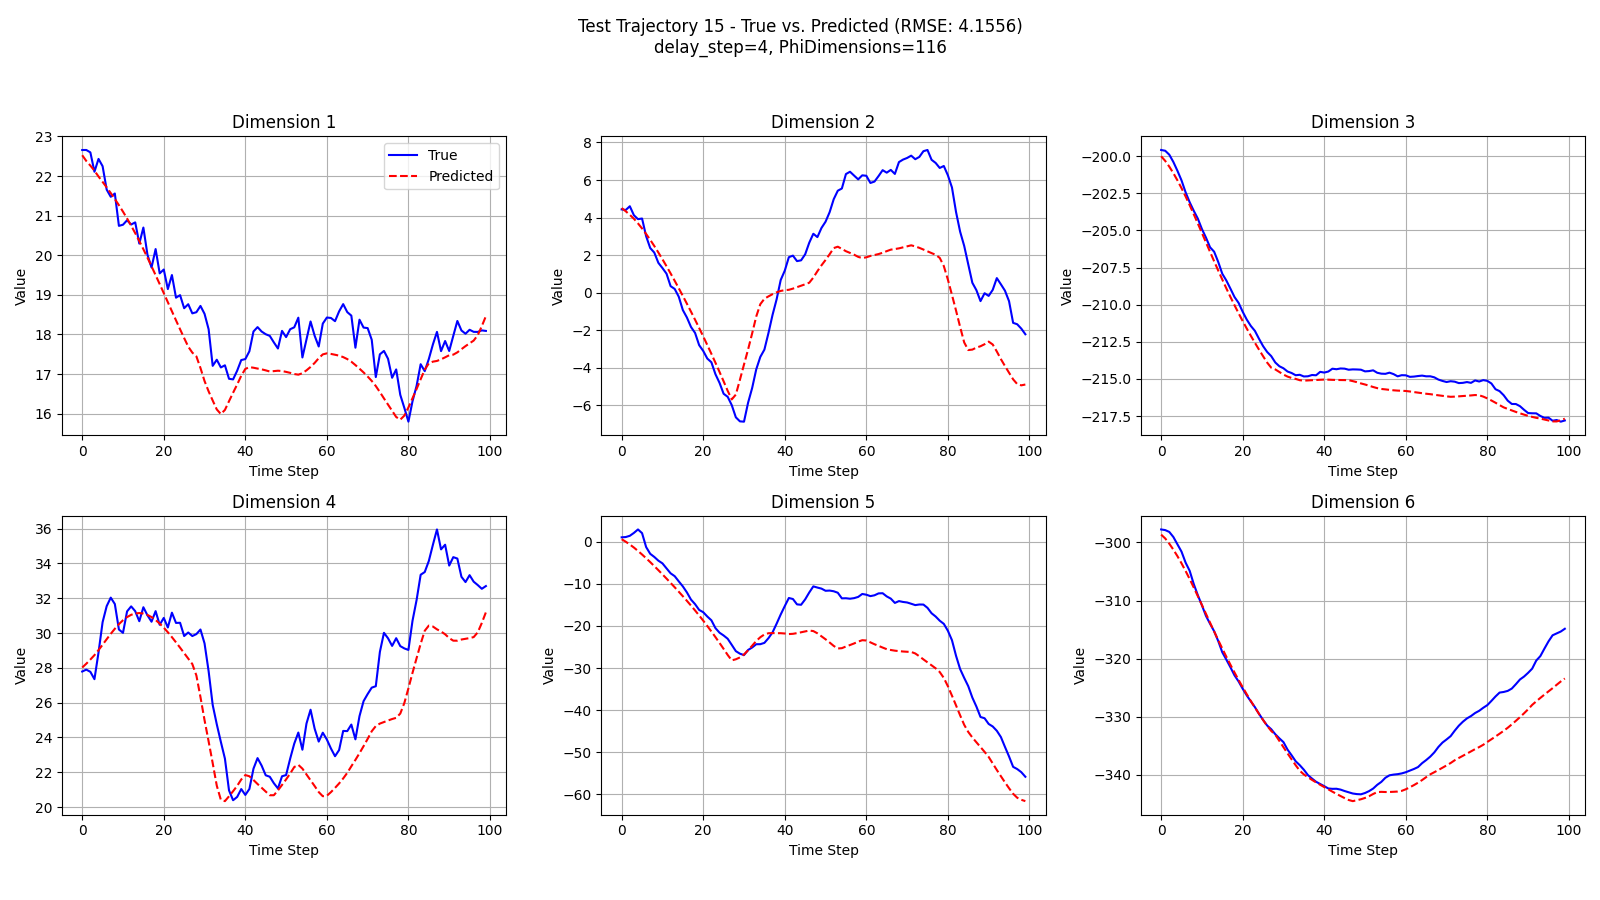 Test Trajectory 15 - True vs. Predicted (RMSE: 4.1556)
delay_step=4, PhiDimensions=116
Dimension 1
23
22
21
20
19
18
17
16
Value
0 20 40 60 80 100
Time Step
True
Predicted
Dimension 2
8
6
4
2
0
−2
−4
−6
Value
0 20 40 60 80 100
Time Step
Dimension 3
−200.0
−202.5
−205.0
−207.5
−210.0
−212.5
−215.0
−217.5
Value
0 20 40 60 80 100
Time Step
Dimension 4
36
34
32
30
28
26
24
22
20
Value
0 20 40 60 80 100
Time Step
Dimension 5
0
−10
−20
−30
−40
−50
−60
Value
0 20 40 60 80 100
Time Step
Dimension 6
−300
−310
−320
−330
−340
Value
0 20 40 60 80 100
Time Step